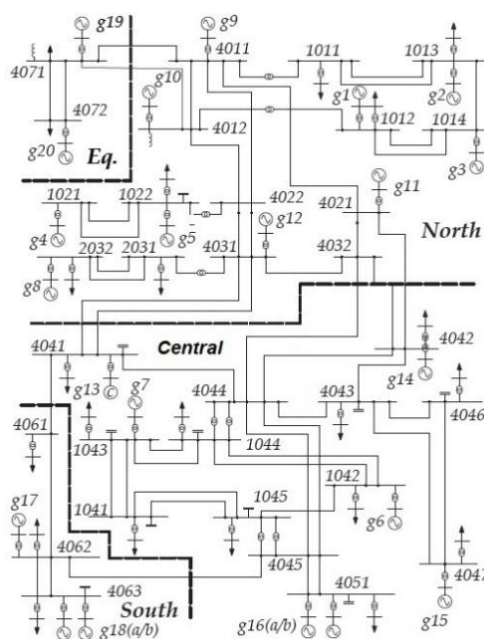 g19
g9
4071
4011
1011
1013
g10
g1
g2
4072
4012
1012
1014
g20
Eq.
g3
1021
1022
4022
g11
g12
4021
g4
g5
North
2032
2031
4031
4032
g8
Central
4041
4042
g13
g7
4044
4043
g14
4046
4061
1043
1044
1042
g17
1041
1045
g6
4062
4045
4047
4063
4051
g15
South
g18(a/b)
g16(a/b)